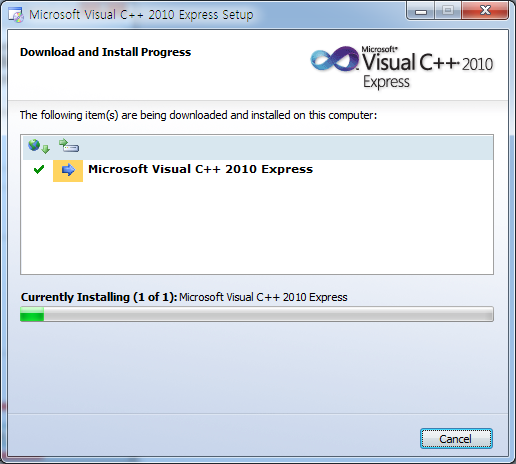 Microsoft Visual C++ 2010 Express Setup
Download and Install Progress
Microsoft®
Visual C++ 2010
Express
The following item(s) are being downloaded and installed on this computer:
Microsoft Visual C++ 2010 Express
Currently Installing (1 of 1): Microsoft Visual C++ 2010 Express
Cancel